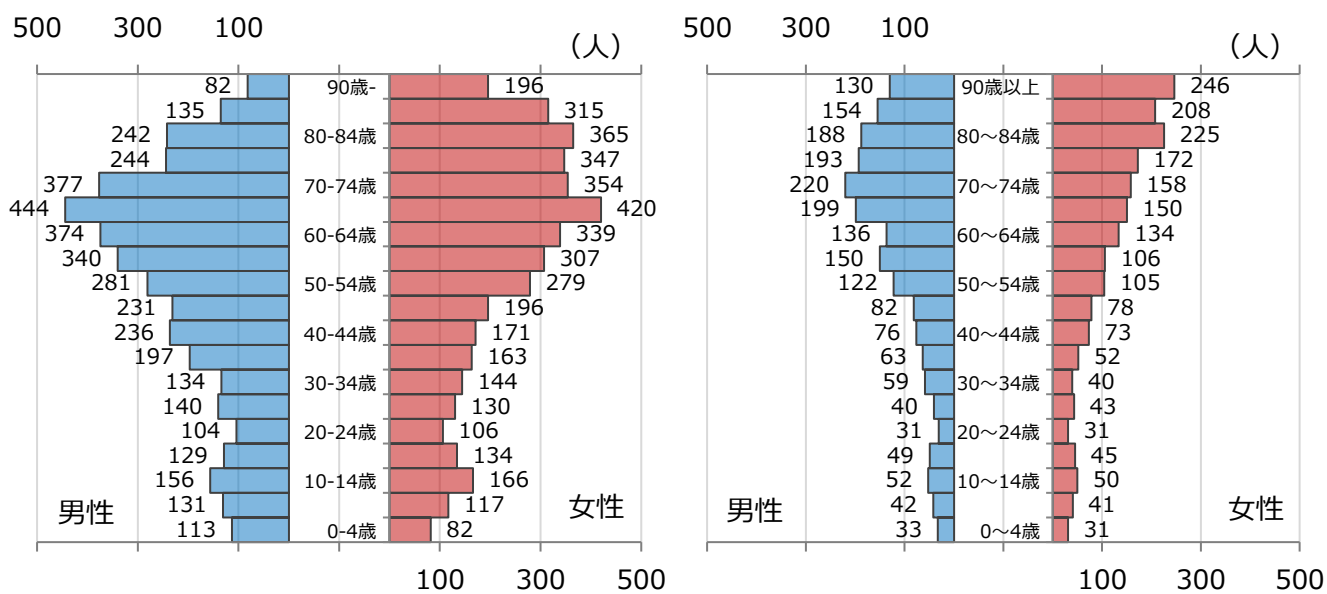 500 300 100
(人)
82 90歳- 196
135 315
242 80-84歳 365
244 347
377 70-74歳 354
444 420
374 60-64歳 339
340 307
281 50-54歳 279
231 196
236 40-44歳 171
197 163
134 30-34歳 144
140 130
104 20-24歳 106
129 134
156 10-14歳 166
131 117
男性 女性
113 0-4歳 82
100 300 500
500 300 100
(人)
130 90歳以上 246
154 208
188 80～84歳 225
193 172
220 70～74歳 158
199 150
136 60～64歳 134
150 106
122 50～54歳 105
82 78
76 40～44歳 73
63 52
59 30～34歳 40
40 43
31 20～24歳 31
49 45
52 10～14歳 50
42 41
男性 女性
33 0～4歳 31
100 300 500